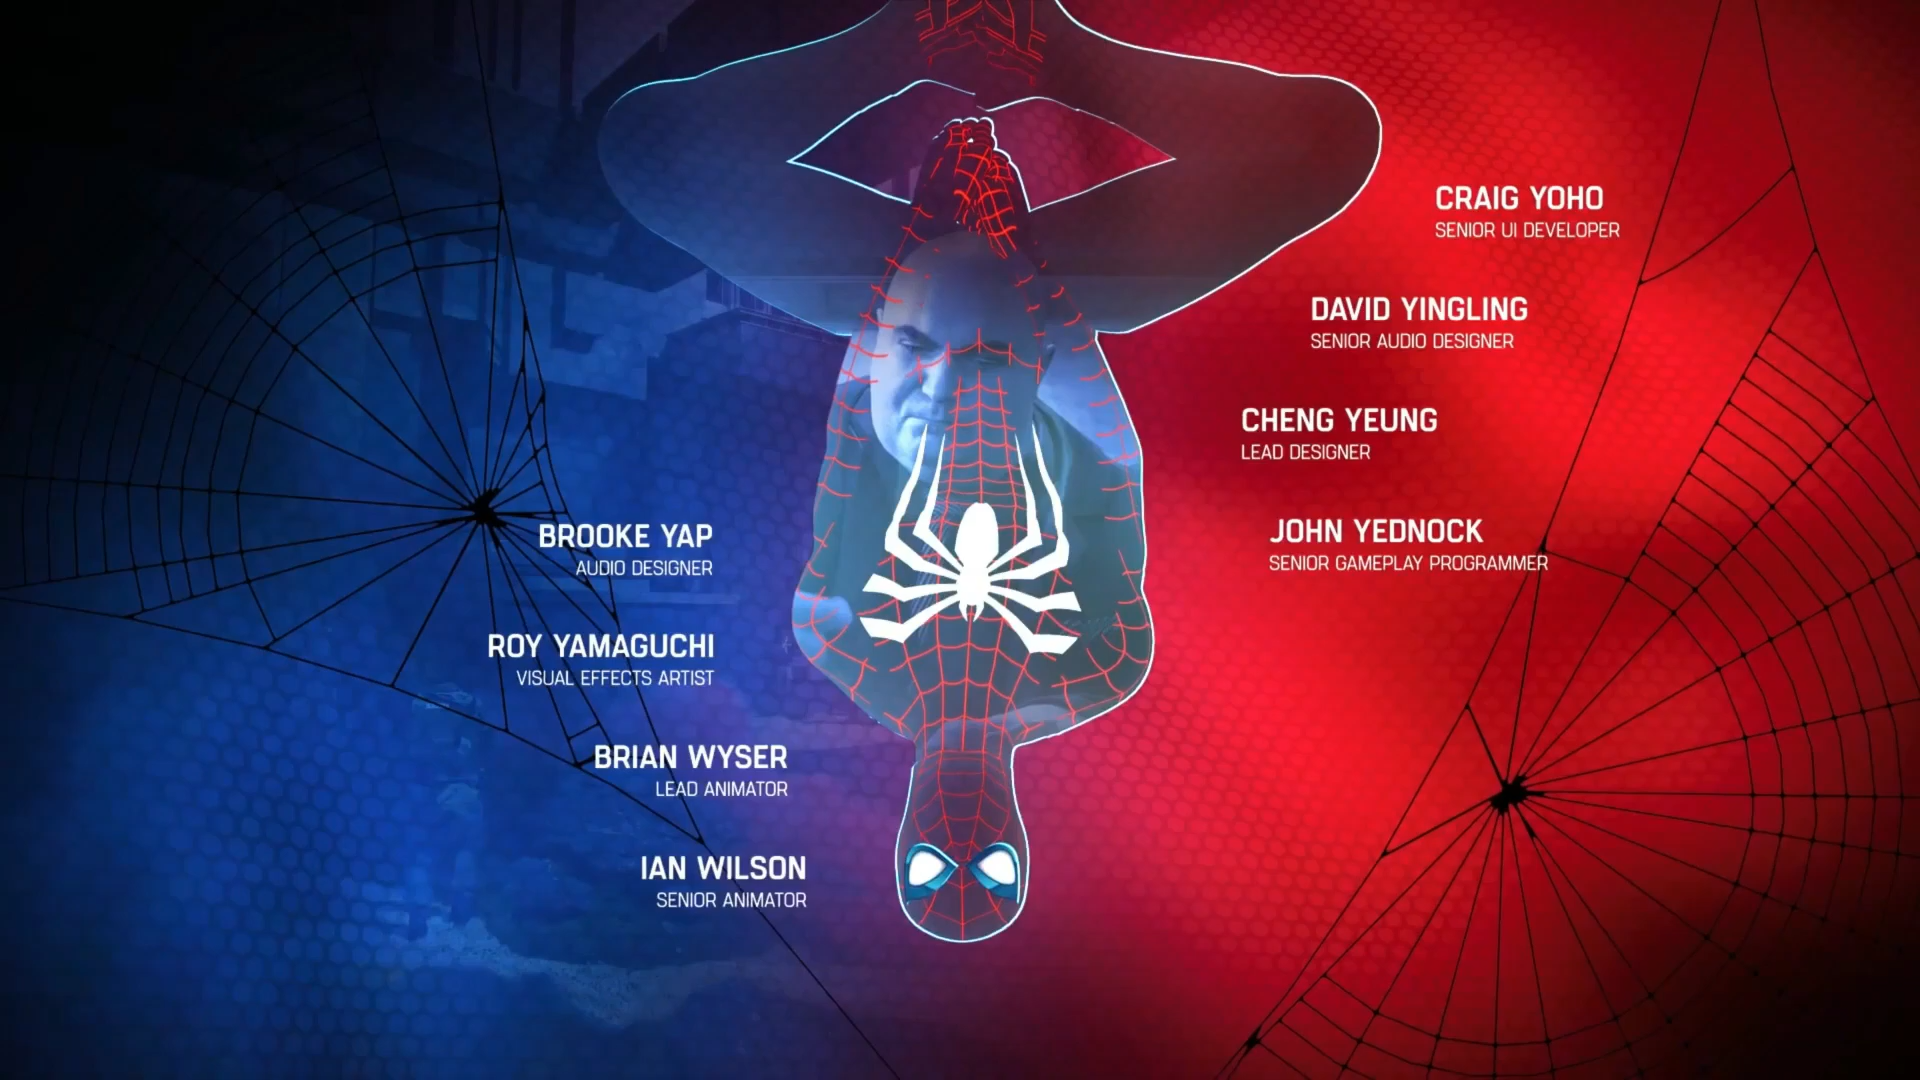 BROOKE YAP
AUDIO DESIGNER
ROY YAMAGUCHI
VISUAL EFFECTS ARTIST
BRIAN WYSER
LEAD ANIMATOR
IAN WILSON
SENIOR ANIMATOR
CRAIG YOHO
SENIOR UI DEVELOPER
DAVID YINGLING
SENIOR AUDIO DESIGNER
CHENG YEUNG
LEAD DESIGNER
JOHN YEDNOCK
SENIOR GAMEPLAY PROGRAMMER